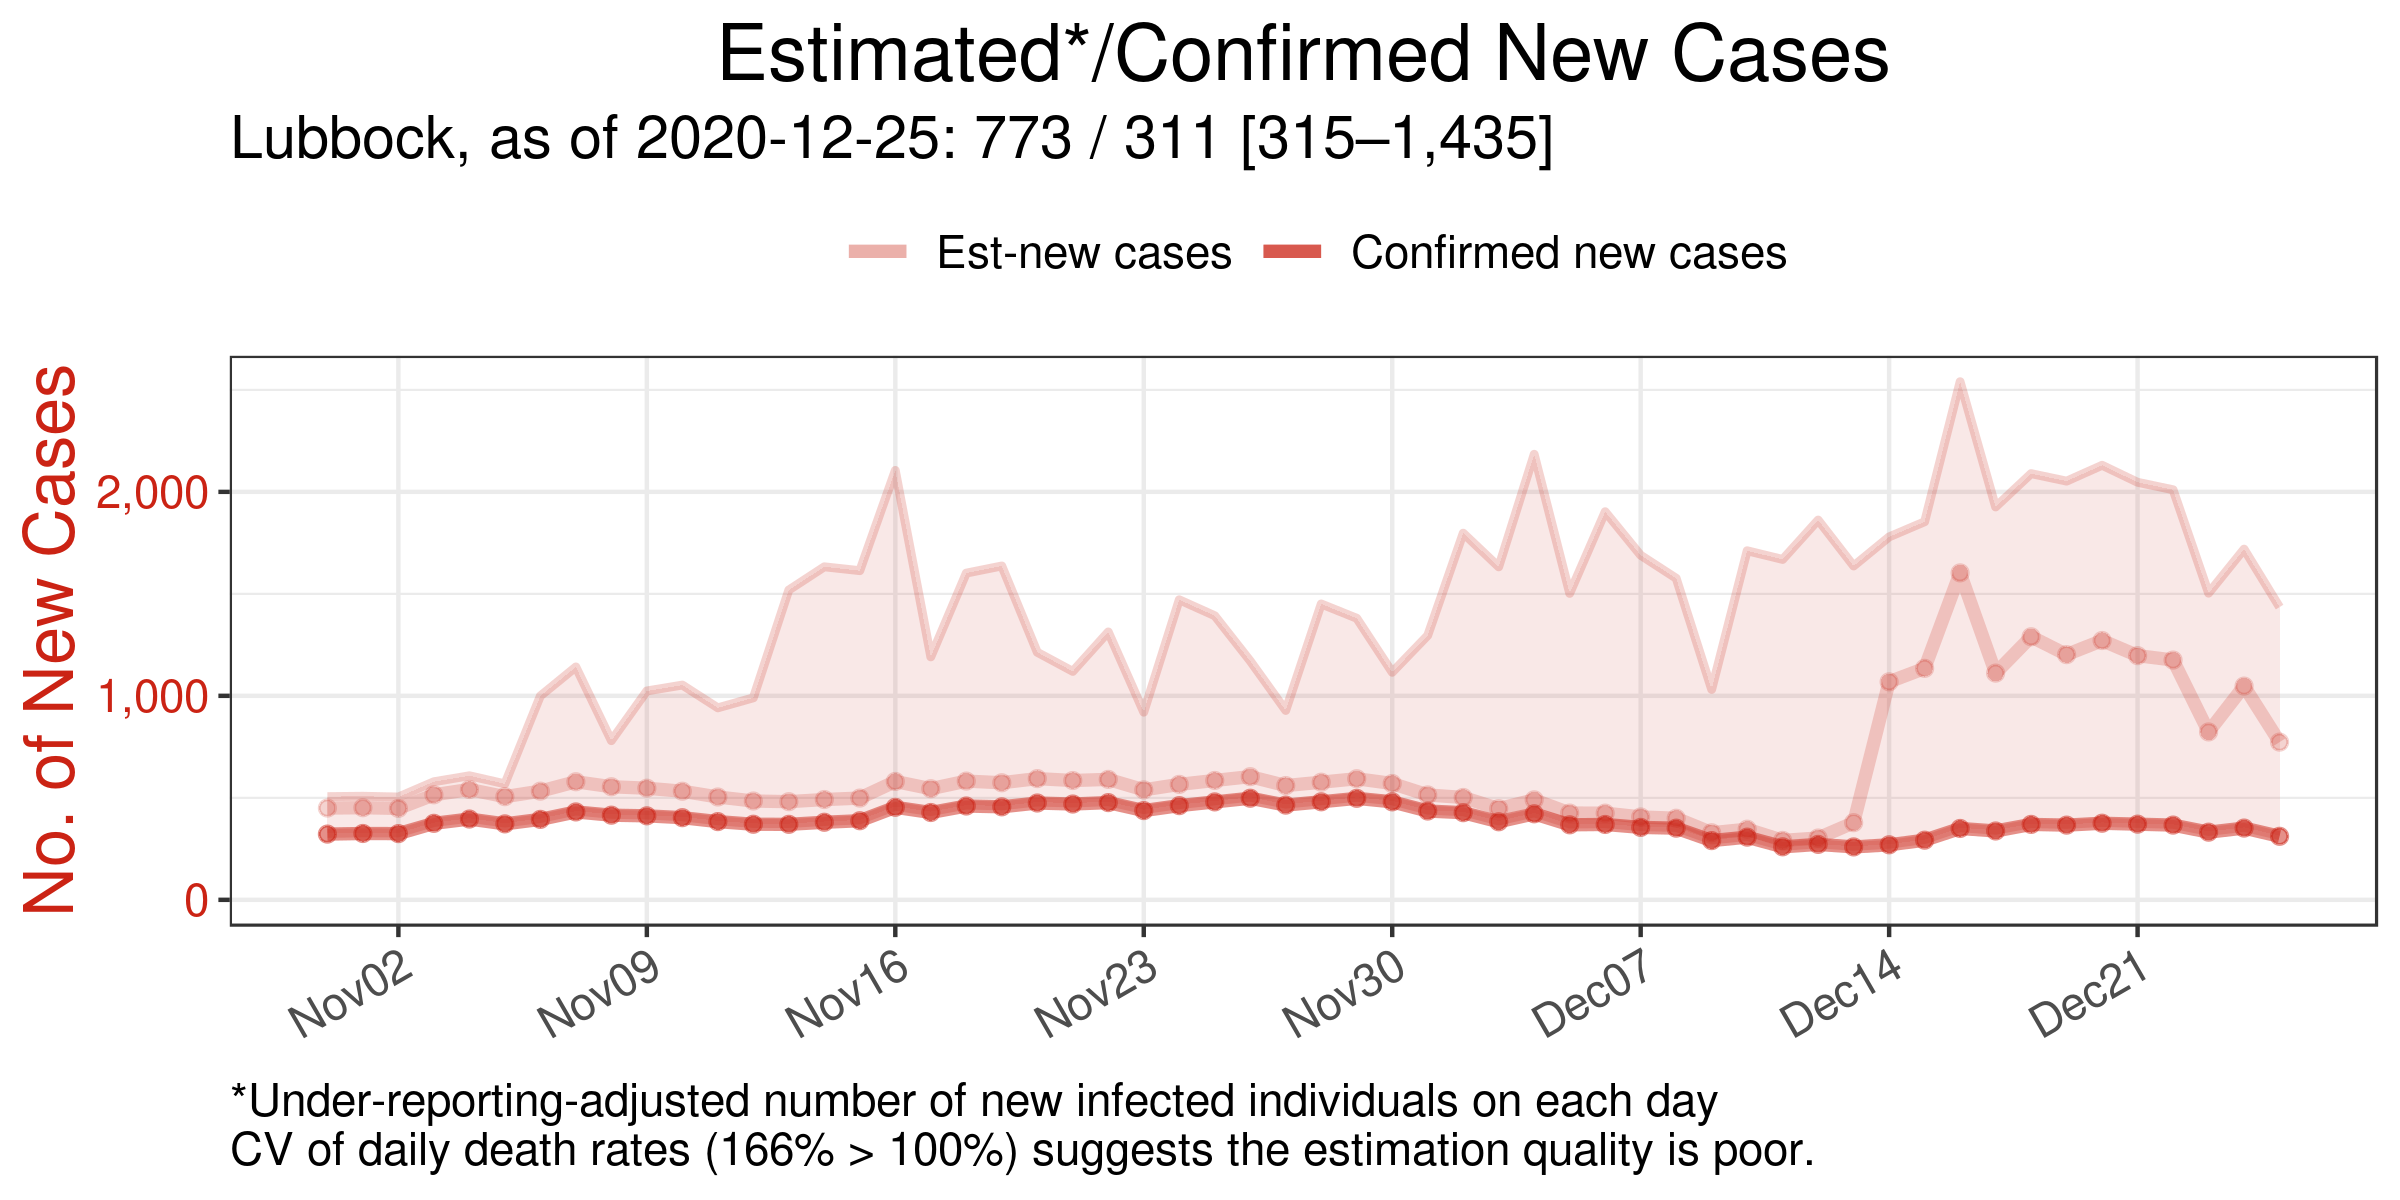 Estimated*/Confirmed New Cases
Lubbock, as of 2020-12-25: 773 / 311 [315–1,435]
Est-new cases Confirmed new cases
No. of New Cases
2,000
1,000
0
Nov02 Nov09 Nov16 Nov23 Nov30 Dec07 Dec14 Dec21
*Under-reporting-adjusted number of new infected individuals on each day
CV of daily death rates (166% > 100%) suggests the estimation quality is poor.